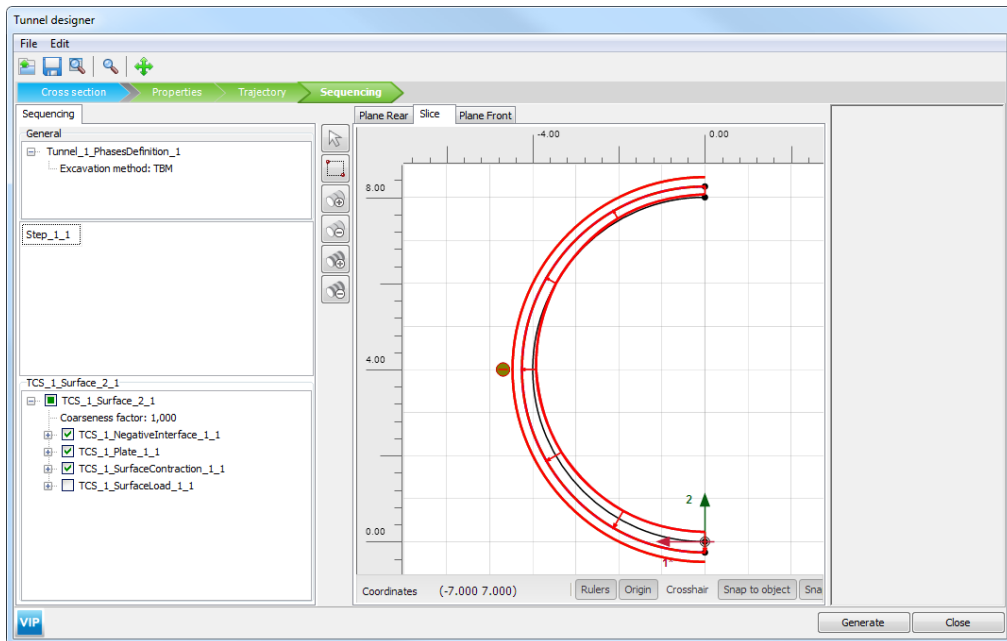 Tunnel designer
File Edit
Cross section Properties Trajectory Sequencing
Sequencing
General
Tunnel_1_PhasesDefinition_1
Excavation method: TBM
Step_1_1
TCS_1_Surface_2_1
TCS_1_Surface_2_1
Coarseness factor: 1,000
TCS_1_NegativeInterface_1_1
TCS_1_Plate_1_1
TCS_1_SurfaceContraction_1_1
TCS_1_SurfaceLoad_1_1
Plane Rear Slice Plane Front
-4.00 0.00
8.00
4.00
0.00
2
1
Coordinates (-7.000 7.000) Rulers Origin Crosshair Snap to object Sna
VIP Generate Close